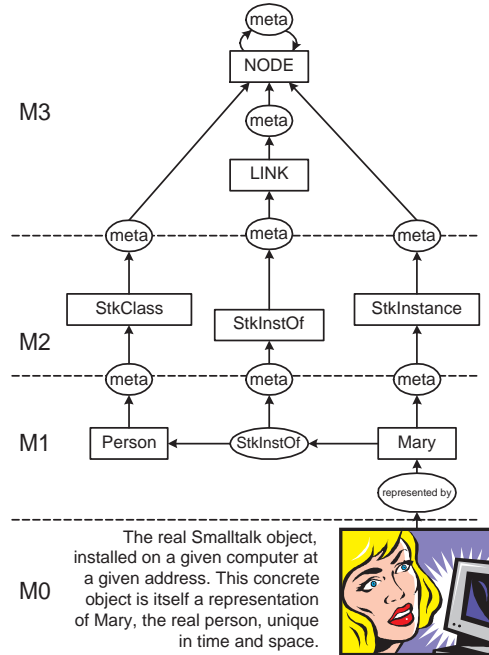 meta
NODE
M3
meta
LINK
meta meta meta
StkClass StkInstOf StkInstance
M2
meta meta meta
M1
Person StkInstOf Mary
represented by
M0
The real Smalltalk object,
installed on a given computer at
a given address. This concrete
object is itself a representation
of Mary, the real person, unique
in time and space.